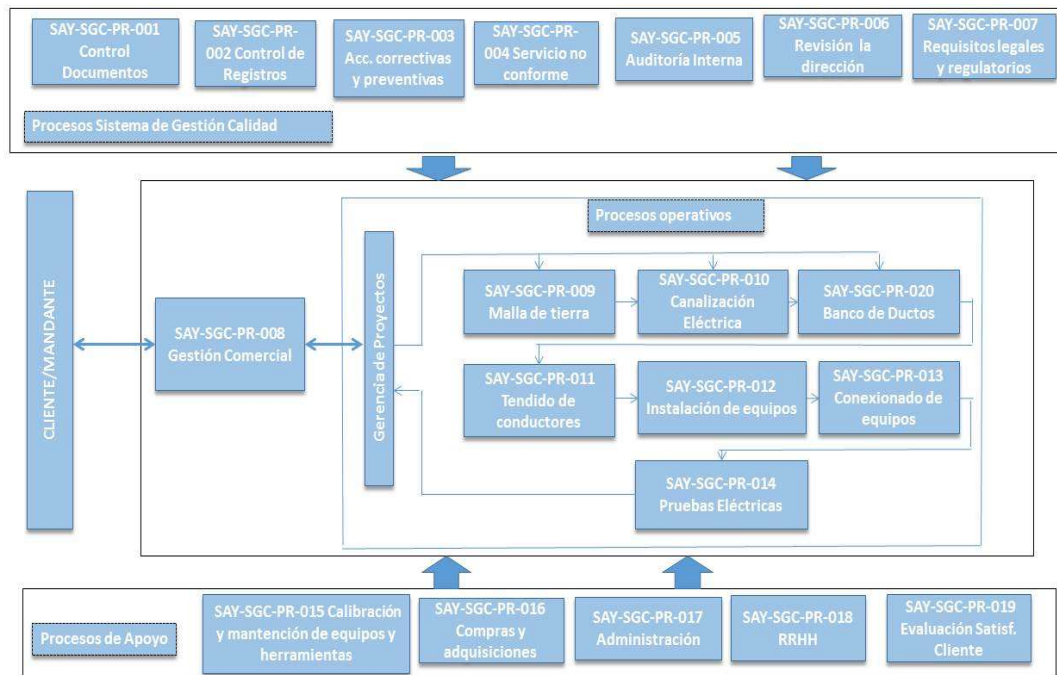 SAY-SGC-PR-001
Control
Documentos
SAY-SGC-PR-
002 Control de
Registros
SAY-SGC-PR-003
Acc. correctivas
y preventivas
SAY-SGC-PR-
004 Servicio no
conforme
SAY-SGC-PR-005
Auditoría Interna
SAY-SGC-PR-006
Revisión la
dirección
SAY-SGC-PR-007
Requisitos legales
y regulatorios
Procesos Sistema de Gestión Calidad
CLIENTE/MANDANTE
SAY-SGC-PR-008
Gestión Comercial
Gerencia de Proyectos
Procesos operativos
SAY-SGC-PR-009
Malla de tierra
SAY-SGC-PR-010
Canalización
Eléctrica
SAY-SGC-PR-020
Banco de Ductos
SAY-SGC-PR-011
Tendido de
conductores
SAY-SGC-PR-012
Instalación de equipos
SAY-SGC-PR-013
Conexionado de
equipos
SAY-SGC-PR-014
Pruebas Eléctricas
Procesos de Apoyo
SAY-SGC-PR-015 Calibración
y mantención de equipos y
herramientas
SAY-SGC-PR-016
Compras y
adquisiciones
SAY-SGC-PR-017
Administración
SAY-SGC-PR-018
RRHH
SAY-SGC-PR-019
Evaluación Satisf.
Cliente